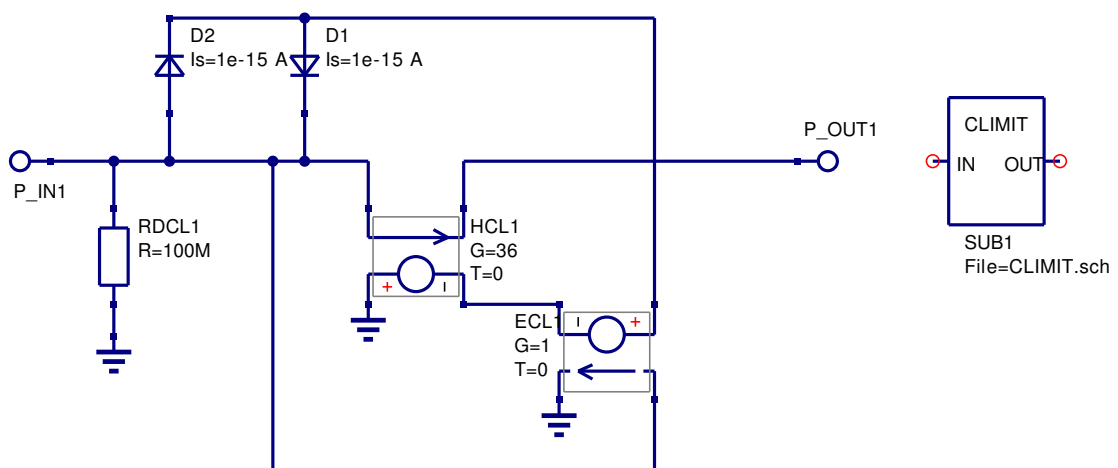 D2
Is=1e-15 A
D1
Is=1e-15 A
P_IN1
P_OUT1
CLIMIT
IN
OUT
SUB1
File=CLIMIT.sch
RDCL1
R=100M
HCL1
G=36
T=0
+
I
ECL1
G=1
T=0
I
+